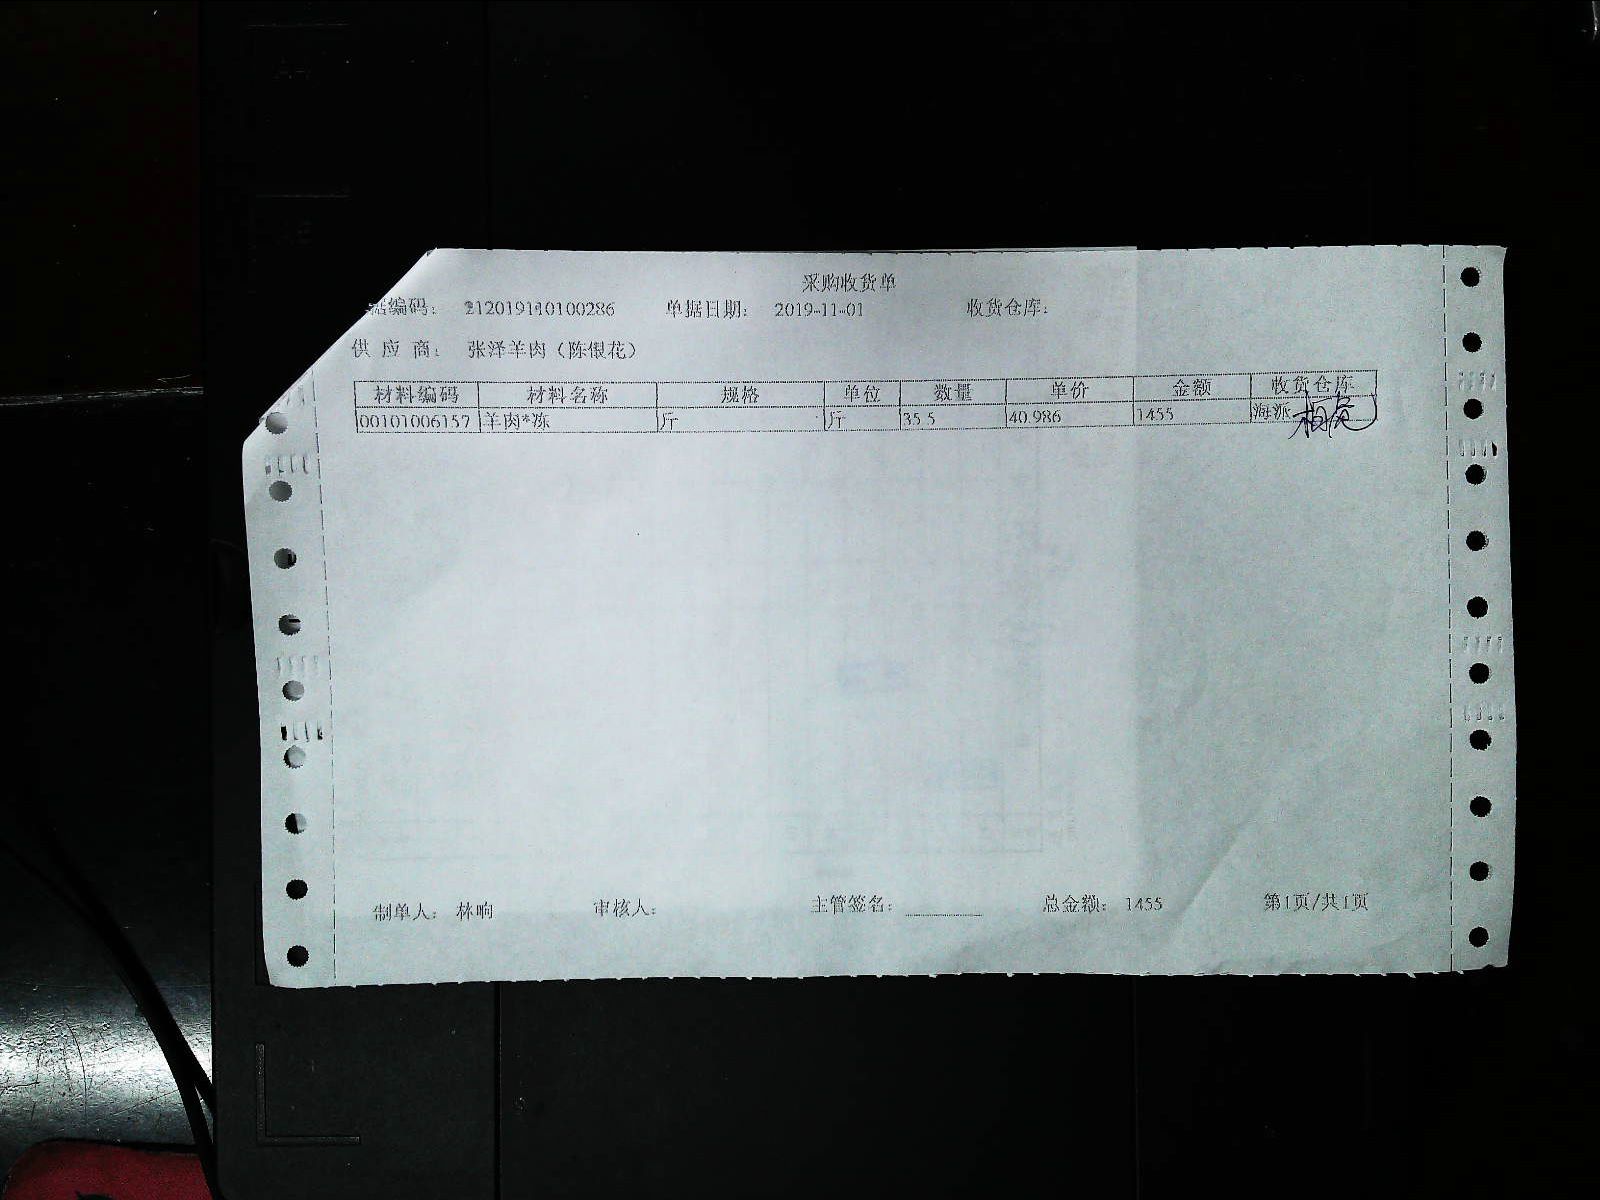 采购收货单
据编码： 212019110100286 单据日期： 2019-11-01 收货仓库：
供 应 商： 张泽羊肉（陈银花）
材料编码 材料名称 规格 单位 数量 单价 金额 收货仓库
00101006157 羊肉*冻 斤 斤 35.5 40.986 1455 海派
制单人： 林响 审核人： 主管签名： 总金额： 1455 第1页/共1页